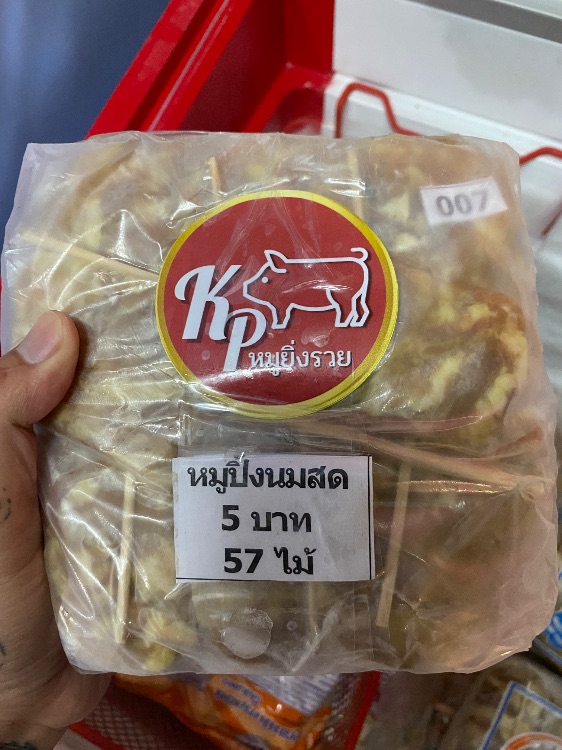 007
KP
หมูยิ่งรวย
หมูปิ้งนมสด
5 บาท
57 ไม้